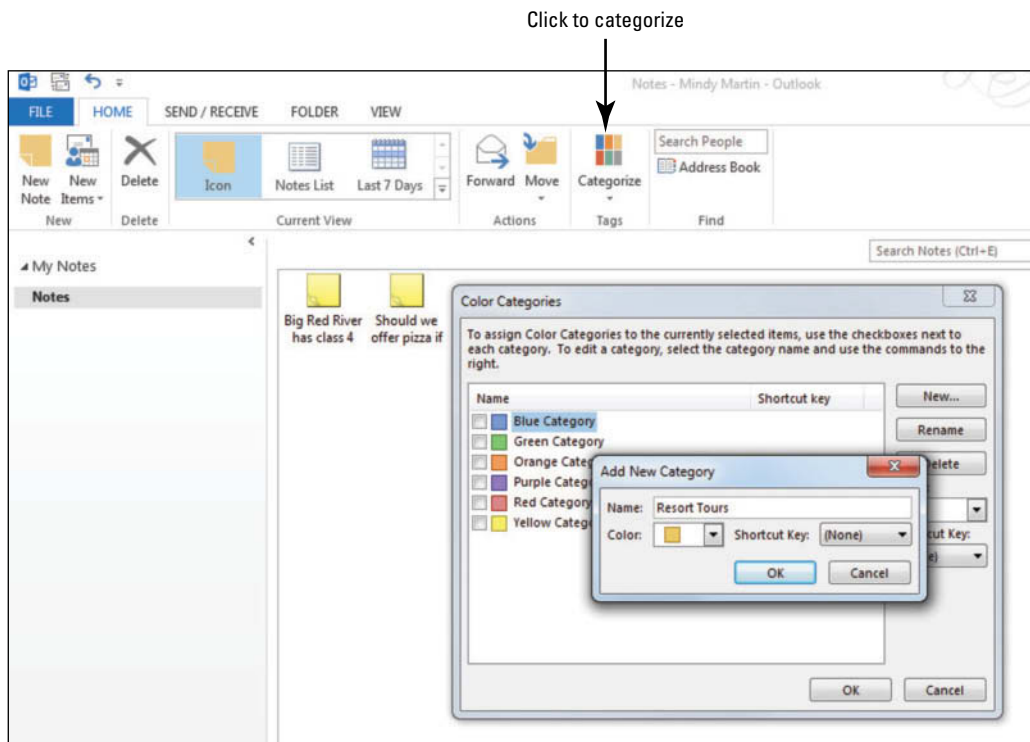 Click to categorize
Notes - Mindy Martin - Outlook
FILE HOME SEND / RECEIVE FOLDER VIEW
New Note
New Items
Delete
Icon
Notes List
Last 7 Days
Forward
Move
Categorize
Search People
Address Book
New Delete Current View Actions Tags Find
Search Notes (Ctrl+E)
My Notes
Notes
Big Red River
has class 4
Should we
offer pizza if
Color Categories
To assign Color Categories to the currently selected items, use the checkboxes next to
each category. To edit a category, select the category name and use the commands to the
right.
Name Shortcut key
Blue Category
Green Category
Orange
Purple
Red Category
Yellow
New...
Rename
cut Key:
Add New Category
Name: Resort Tours
Color: Shortcut Key: (None)
OK Cancel
OK Cancel